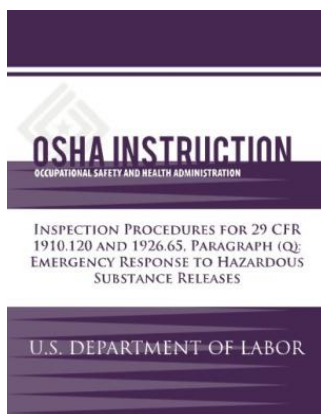 OSHA INSTRUCTION
OCCUPATIONAL SAFETY AND HEALTH ADMINISTRATION
INSPECTION PROCEDURES FOR 29 CFR
1910.120 AND 1926.65, PARAGRAPH (Q):
EMERGENCY RESPONSE TO HAZARDOUS
SUBSTANCE RELEASES
U.S. DEPARTMENT OF LABOR